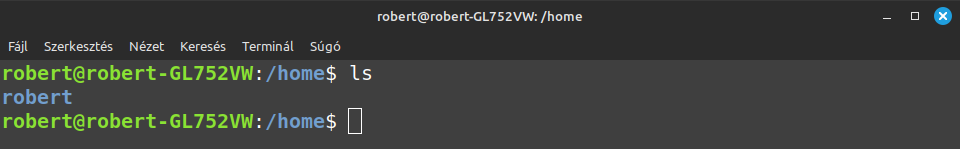 robert@robert-GL752VW: /home
Fájl Szerkesztés Nézet Keresés Terminál Súgó
robert@robert-GL752VW:/home$ ls
robert
robert@robert-GL752VW:/home$